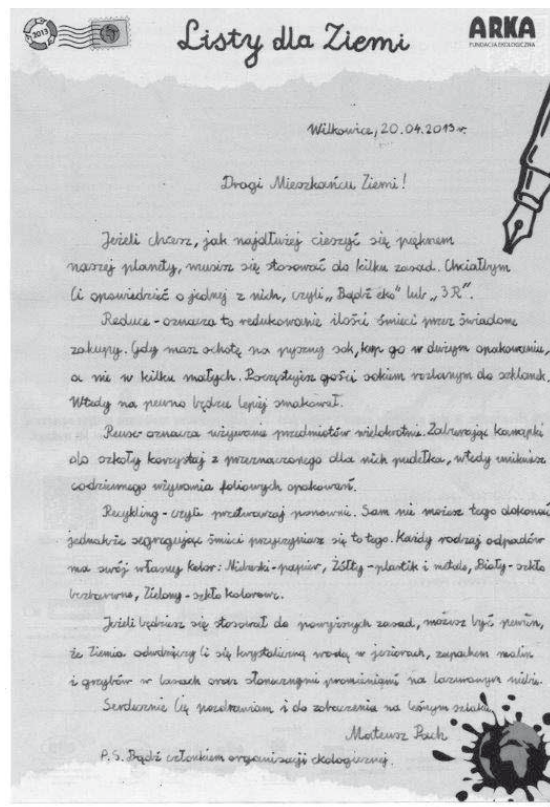 2013
Listy dla Ziemi
ARKA
FUNDACJA EKOLOGICZNA
Wilkowice, 20.04.2013r.
Drogi Mieszkańcu Ziemi!
Jeżeli chcesz, jak najdłużej cieszyć się pięknem
naszej planety, musisz się stosować do kilku zasad. Chciałbym
Ci opowiedzieć o jednej z nich, czyli „Bądź eko" lub „3R".
Reduce - oznacza to redukowanie ilości śmieci przez świadome
zakupy. Gdy masz ochotę na pyszny sok, kup go w dużym opakowaniu,
a nie w kilku małych. Poczęstujesz gości sokiem rozlanym do szklanek.
Wtedy na pewno będzie lepiej smakował.
Reuse - oznacza używanie przedmiotów wielokrotnie. Zabierając kanapki
do szkoły korzystaj z przeznaczonego dla nich pudełka, wtedy unikniesz
codziennego używania foliowych opakowań.
Recykling - czyli przetwarzaj ponownie. Sam nie możesz tego dokonać
jednakże segregując śmieci przyczyniasz się to tego. Każdy rodzaj odpadów
ma swój własny kolor: Niebieski - papier, Żółty - plastik i metale, Biały - szkło
bezbarwne, Zielony - szkło kolorowe.
Jeżeli będziesz się stosował do powyższych zasad, możesz być pewien,
że Ziemia odwdzięczy Ci się krystaliczną wodą w jeziorach, zapachem malin
i grzybów w lasach oraz słonecznymi promieniami na lazurowym niebie.
Serdecznie Cię pozdrawiam i do zobaczenia na leśnym szlaku,
Mateusz Pach
P.S. Bądź członkiem organizacji ekologicznej.